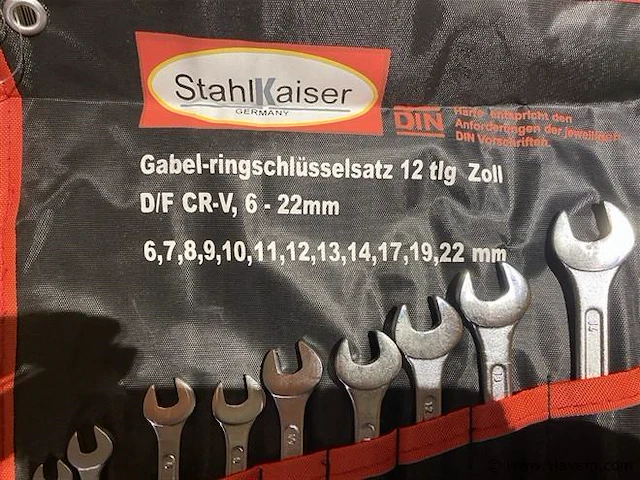 StahlKaiser
GERMANY
DIN
Härte entspricht den
Anforderungen der jeweiligen
DIN Vorschriften.
Gabel-ringschlüsselsatz 12 tlg Zoll
D/F CR-V, 6 - 22mm
6,7,8,9,10,11,12,13,14,17,19,22 mm